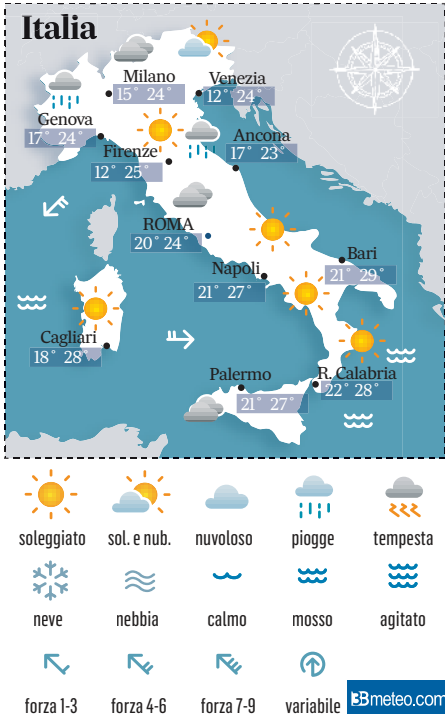 Italia
Milano
15° 24°
Venezia
12° 24°
Genova
17° 24°
Ancona
17° 23°
Firenze
12° 25°
ROMA
20° 24°
Bari
21° 29°
Napoli
21° 27°
Cagliari
18° 28°
Palermo
21° 27°
R. Calabria
22° 28°
soleggiato sol. e nub. nuvoloso piogge tempesta
neve nebbia calmo mosso agitato
forza 1-3 forza 4-6 forza 7-9 variabile
3Bmeteo.com